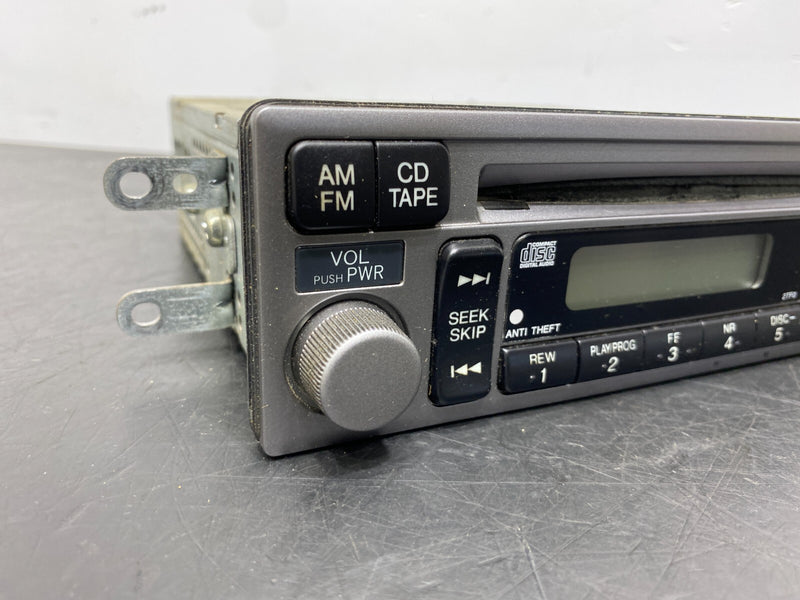 AM
FM
CD
TAPE
VOL
PUSH PWR
SEEK
SKIP
COMPACT
disc
DIGITAL AUDIO
ANTI THEFT
REW
1
PLAY/PROG
2
FF
3
NR
4
DISC-
5